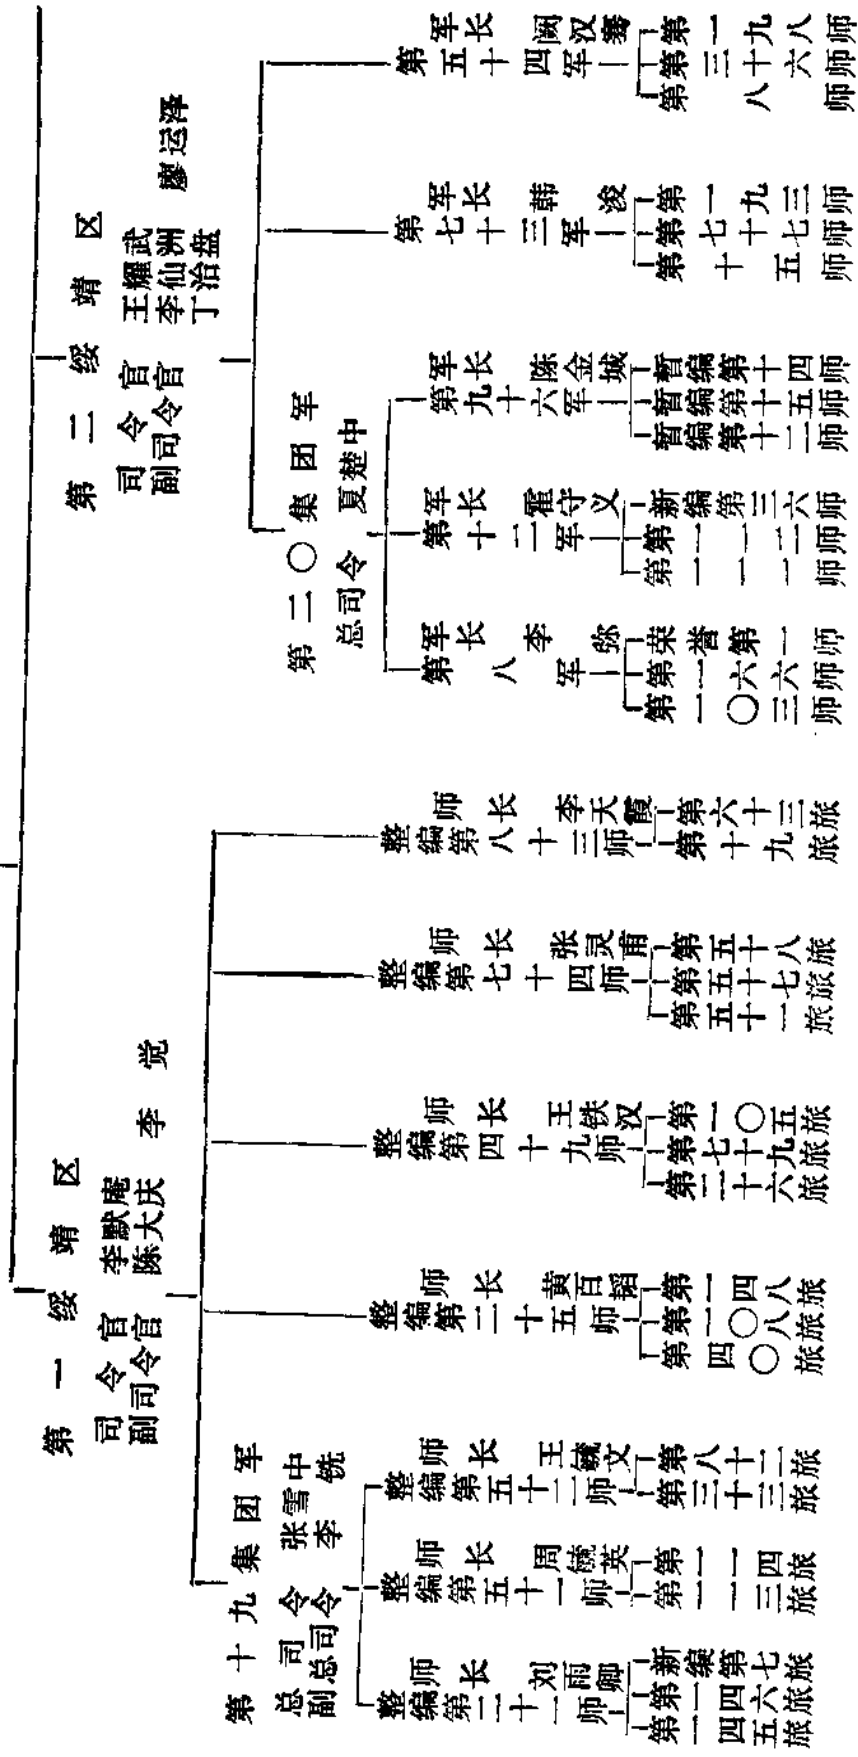 第一绥靖区
司令官 李默庵
副司令官 陈大庆 李觉
第十九集团军
总司令 张雪中
副总司令 李铣
整编第二十一师
师长 刘雨卿
第一四五旅
第一四六旅
新编第七旅
整编第五十一师
师长 周毓英
第一一三旅
第一一四旅
整编第五十二师
师长 王毓文
第三十三旅
第八十二旅
整编第二十五师
师长 黄百韬
第四〇旅
第一〇八旅
第一四八旅
整编第四十九师
师长 王铁汉
第二十六旅
第七十九旅
第一〇五旅
整编第七十四师
师长 张灵甫
第五十一旅
第五十七旅
第五十八旅
整编第八十三师
师长 李天霞
第十九旅
第六十三旅
第二绥靖区
司令官 王耀武
副司令官 李仙洲 丁治盘 廖运泽
第二〇集团军
总司令 夏楚中
第八军
军长 李弥
第一〇三师
第一六六师
荣誉第一师
第十二军
军长 霍守义
第一一一师
第一一二师
新编第三六师
第九十六军
军长 陈金城
暂编第十二师
暂编第十五师
暂编第十四师
第七十三军
军长 韩浚
第十五师
第七十七师
第一九三师
第五十四军
军长 阙汉骞
第八师
第三十六师
第一九八师